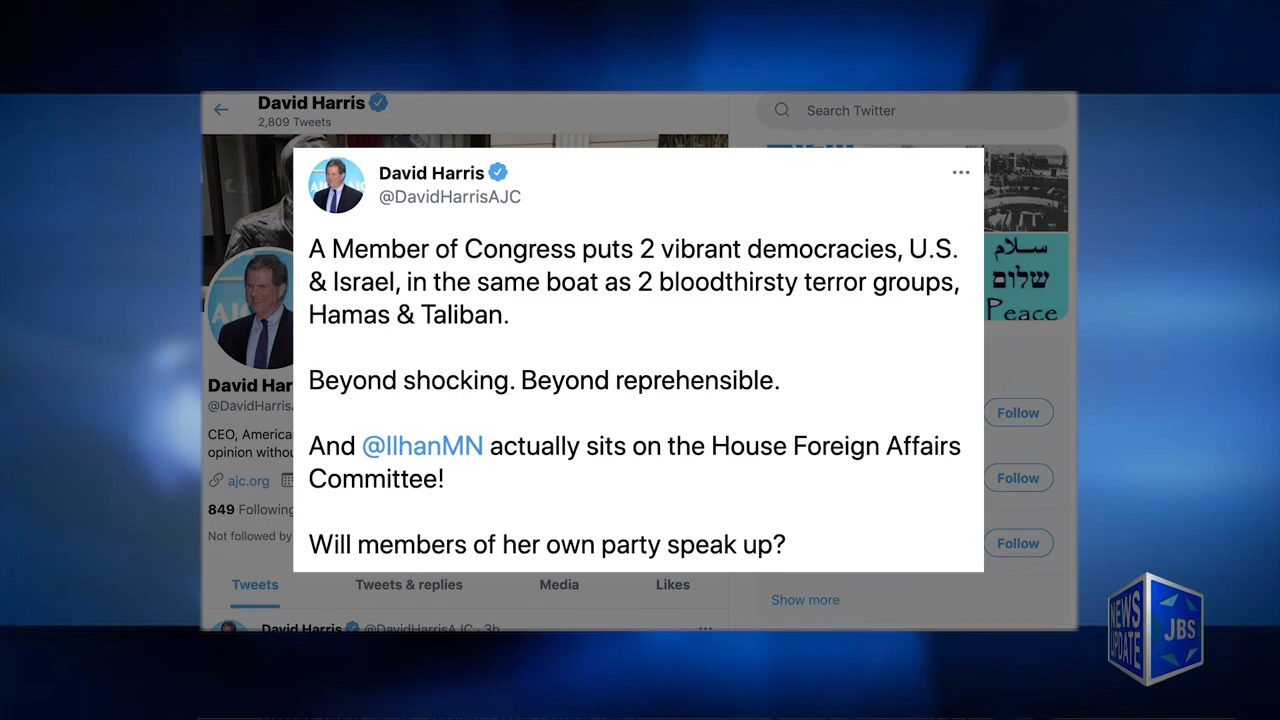 David Harris
2,809 Tweets
Search Twitter
David Harris
@DavidHarrisAJC
A Member of Congress puts 2 vibrant democracies, U.S.
& Israel, in the same boat as 2 bloodthirsty terror groups,
Hamas & Taliban.
Beyond shocking. Beyond reprehensible.
And @IlhanMN actually sits on the House Foreign Affairs
Committee!
Will members of her own party speak up?
سلام
שלום
Peace
David Har
@DavidHarris
CEO, America
opinion withou
ajc.org
849 Following
Not followed by
Follow
Follow
Follow
Tweets
Tweets & replies
Media
Likes
Show more
David Harris @DavidHarrisAJC · 3h
NEWS
UPDATE
JBS